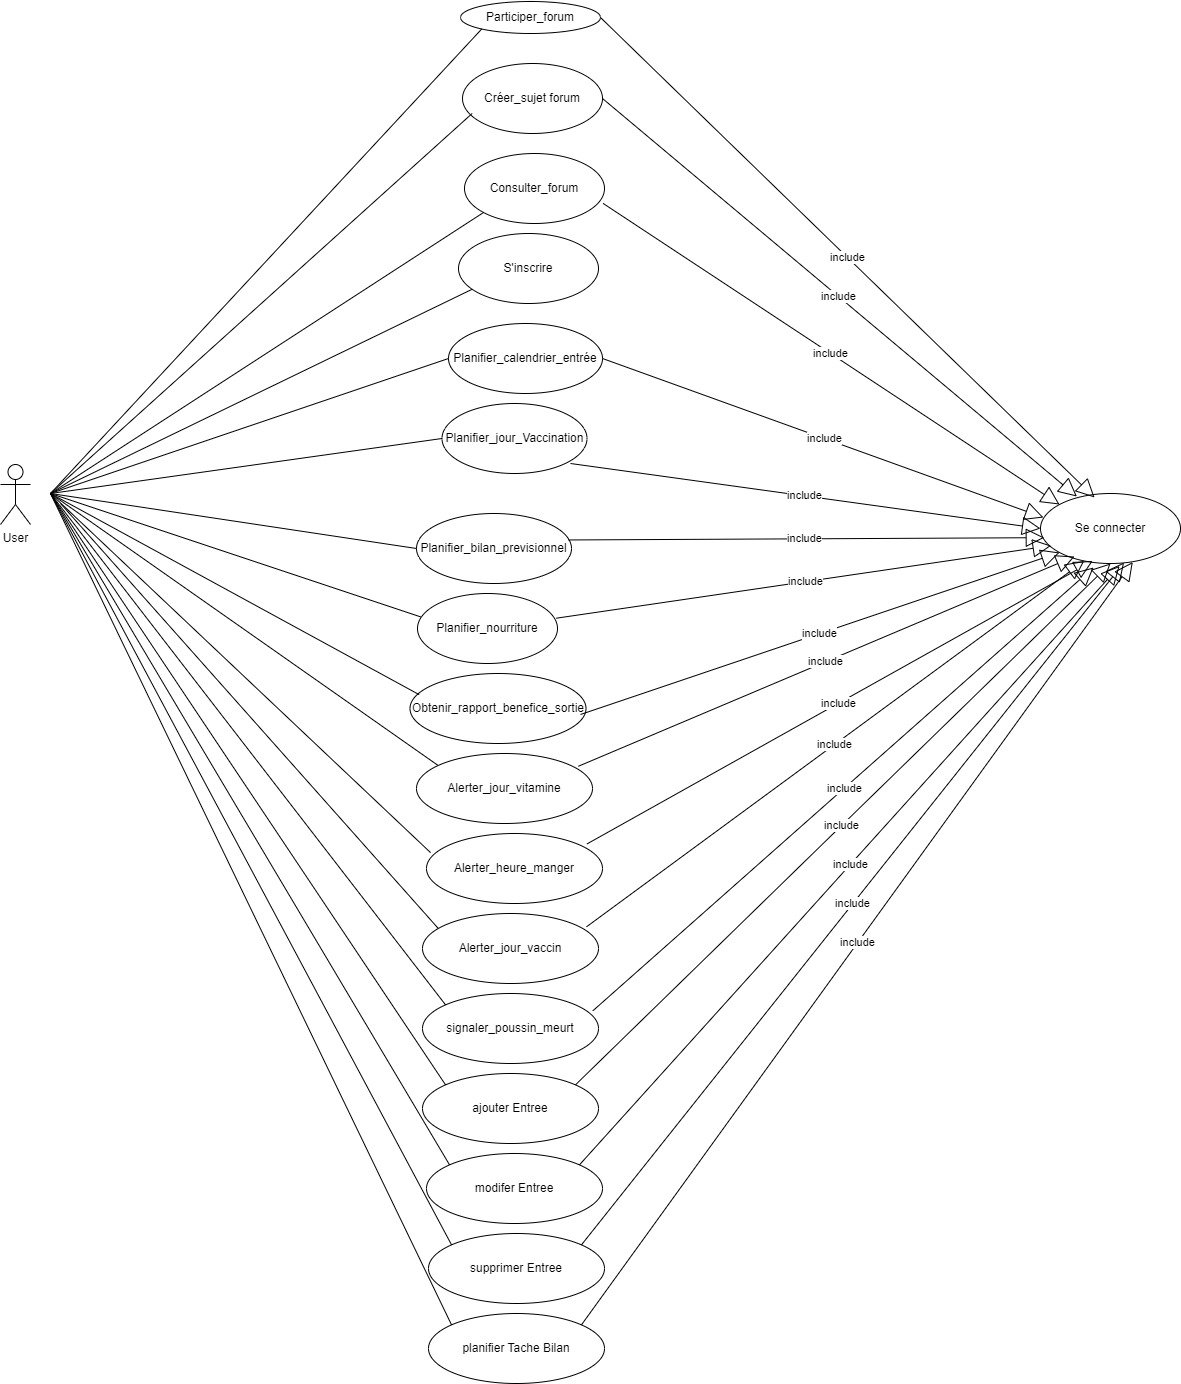 Participer_forum
Créer_sujet forum
Consulter_forum
S'inscrire
include
include
include
Planifier_calendrier_entrée
Planifier_jour_Vaccination
include
include
User
Se connecter
Planifier_bilan_previsionnel
include
include
Planifier_nourriture
include
include
Obtenir_rapport_benefice_sortie
include
include
Alerter_jour_vitamine
include
include
Alerter_heure_manger
include
include
Alerter_jour_vaccin
include
signaler_poussin_meurt
ajouter Entree
modifer Entree
supprimer Entree
planifier Tache Bilan